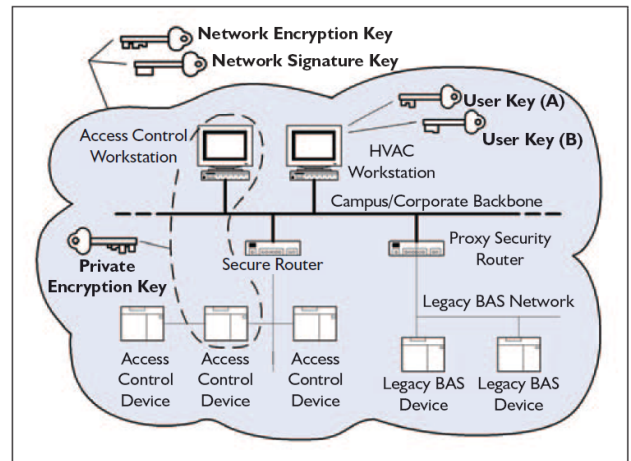 Network Encryption Key
Network Signature Key
User Key (A)
User Key (B)
Access Control
Workstation
HVAC
Workstation
Campus/Corporate Backbone
Private
Encryption Key
Secure Router
Proxy Security
Router
Legacy BAS Network
Access
Control
Device
Access
Control
Device
Access
Control
Device
Legacy BAS
Device
Legacy BAS
Device